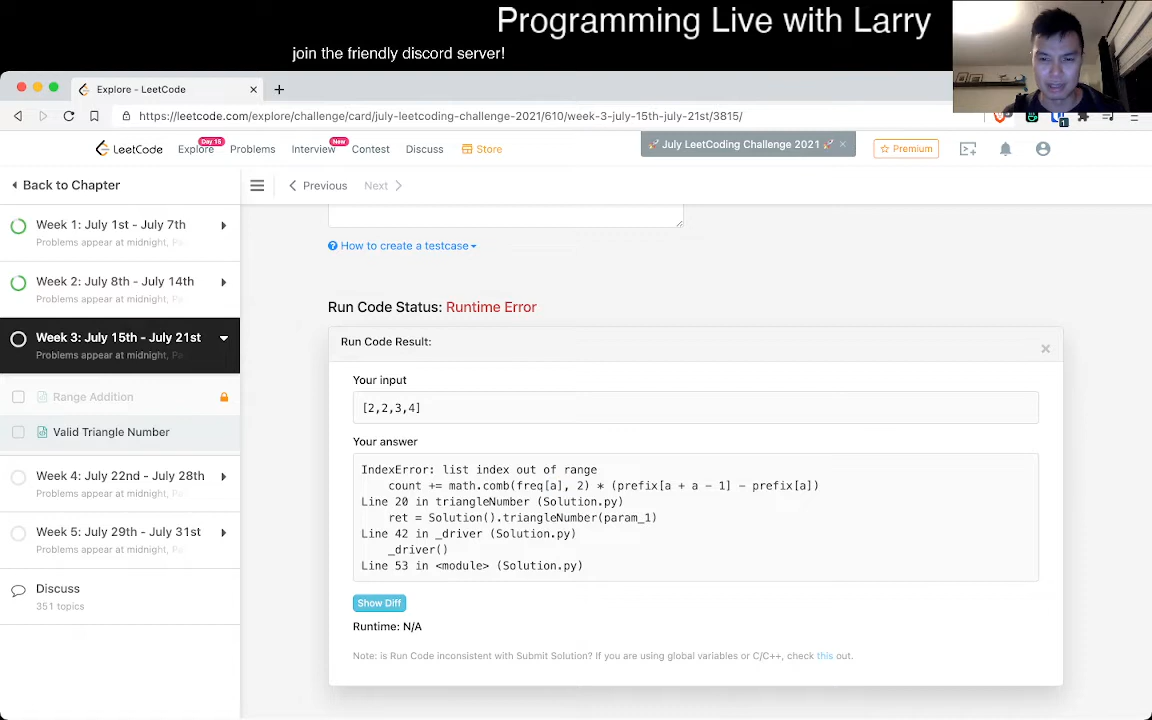 Programming Live with Larry
join the friendly discord server!
Explore - LeetCode
https://leetcode.com/explore/challenge/card/july-leetcoding-challenge-2021/610/week-3-july-15th-july-21st/3815/
LeetCode
Explore
Day 15
Problems
Interview
New
Contest
Discuss
Store
July LeetCoding Challenge 2021
Premium
Back to Chapter
Previous
Next
Week 1: July 1st - July 7th
Problems appear at midnight,
Week 2: July 8th - July 14th
Problems appear at midnight,
Week 3: July 15th - July 21st
Problems appear at midnight,
Range Addition
Valid Triangle Number
Week 4: July 22nd - July 28th
Problems appear at midnight,
Week 5: July 29th - July 31st
Problems appear at midnight,
Discuss
351 topics
How to create a testcase
Run Code Status: Runtime Error
Run Code Result:
Your input
[2,2,3,4]
Your answer
IndexError: list index out of range
count += math.comb(freq[a], 2) * (prefix[a + a - 1] - prefix[a])
Line 20 in triangleNumber (Solution.py)
ret = Solution().triangleNumber(param_1)
Line 42 in _driver (Solution.py)
_driver()
Line 53 in <module> (Solution.py)
Show Diff
Runtime: N/A
Note: is Run Code inconsistent with Submit Solution? If you are using global variables or C/C++, check this out.